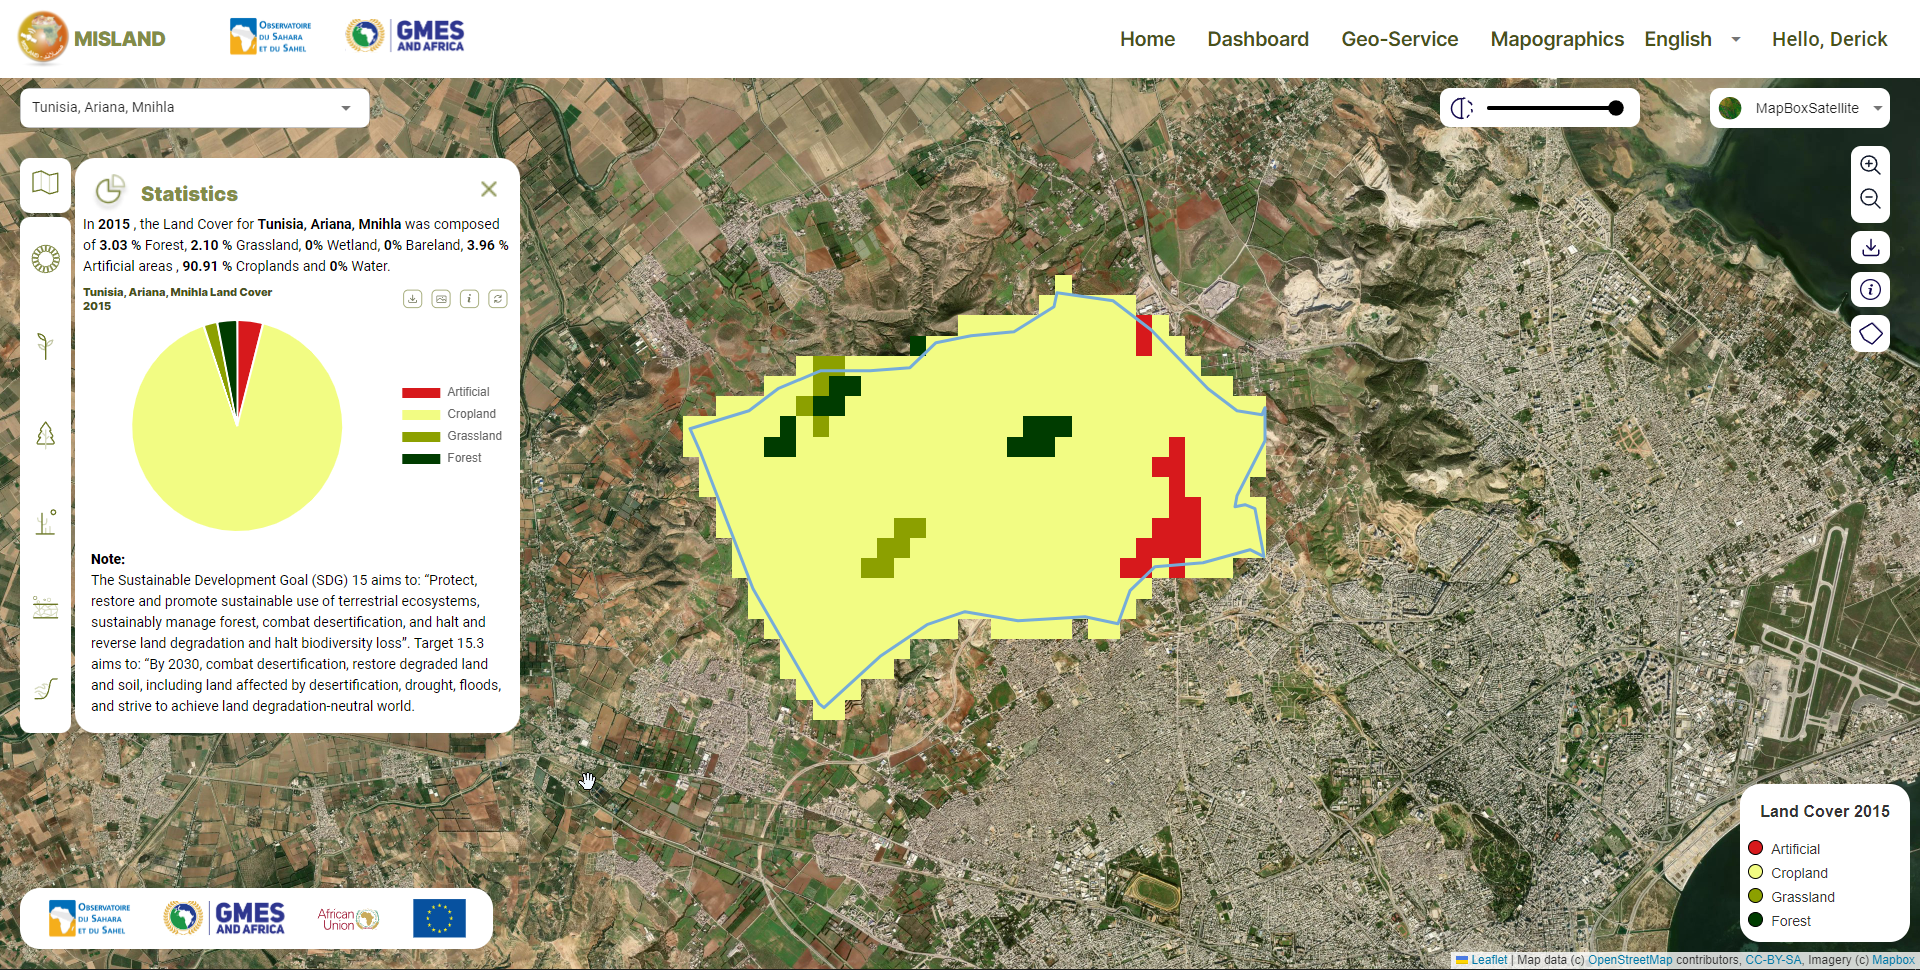 MISLAND
OBSERVATOIRE
DU SAHARA
ET DU SAHEL
GMES
AND AFRICA
Home
Dashboard
Geo-Service
Mapographics
English
Hello, Derick
Tunisia, Ariana, Mnihla
MapBoxSatellite
Statistics
In 2015 , the Land Cover for Tunisia, Ariana, Mnihla was composed
of 3.03 % Forest, 2.10 % Grassland, 0% Wetland, 0% Bareland, 3.96 %
Artificial areas , 90.91 % Croplands and 0% Water.
Tunisia, Ariana, Mnihla Land Cover
2015
Artificial
Cropland
Grassland
Forest
Note:
The Sustainable Development Goal (SDG) 15 aims to: “Protect,
restore and promote sustainable use of terrestrial ecosystems,
sustainably manage forest, combat desertification, and halt and
reverse land degradation and halt biodiversity loss”. Target 15.3
aims to: “By 2030, combat desertification, restore degraded land
and soil, including land affected by desertification, drought, floods,
and strive to achieve land degradation-neutral world.
Land Cover 2015
Artificial
Cropland
Grassland
Forest
OBSERVATOIRE
DU SAHARA
ET DU SAHEL
GMES
AND AFRICA
African
Union
Leaflet | Map data (c) OpenStreetMap contributors, CC-BY-SA, Imagery (c) Mapbox